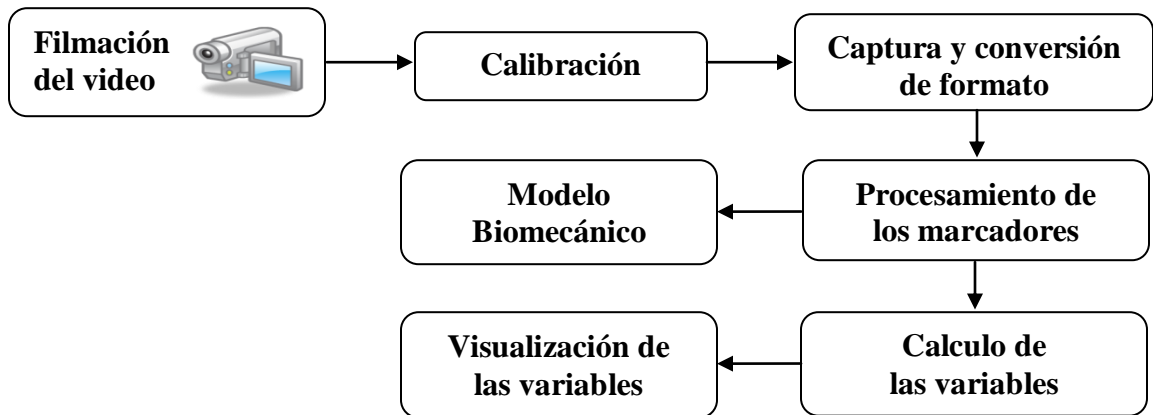 Filmación
del video
Calibración
Captura y conversión
de formato
Modelo
Biomecánico
Procesamiento de
los marcadores
Visualización de
las variables
Calculo de
las variables